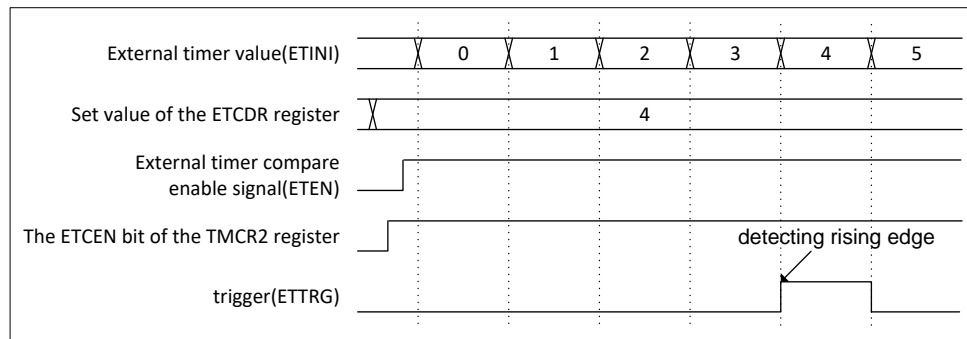 External timer value(ETINI)
0 1 2 3 4 5
Set value of the ETCDR register
4
External timer compare
enable signal(ETEN)
The ETCEN bit of the TMCR2 register
detecting rising edge
trigger(ETTRG)